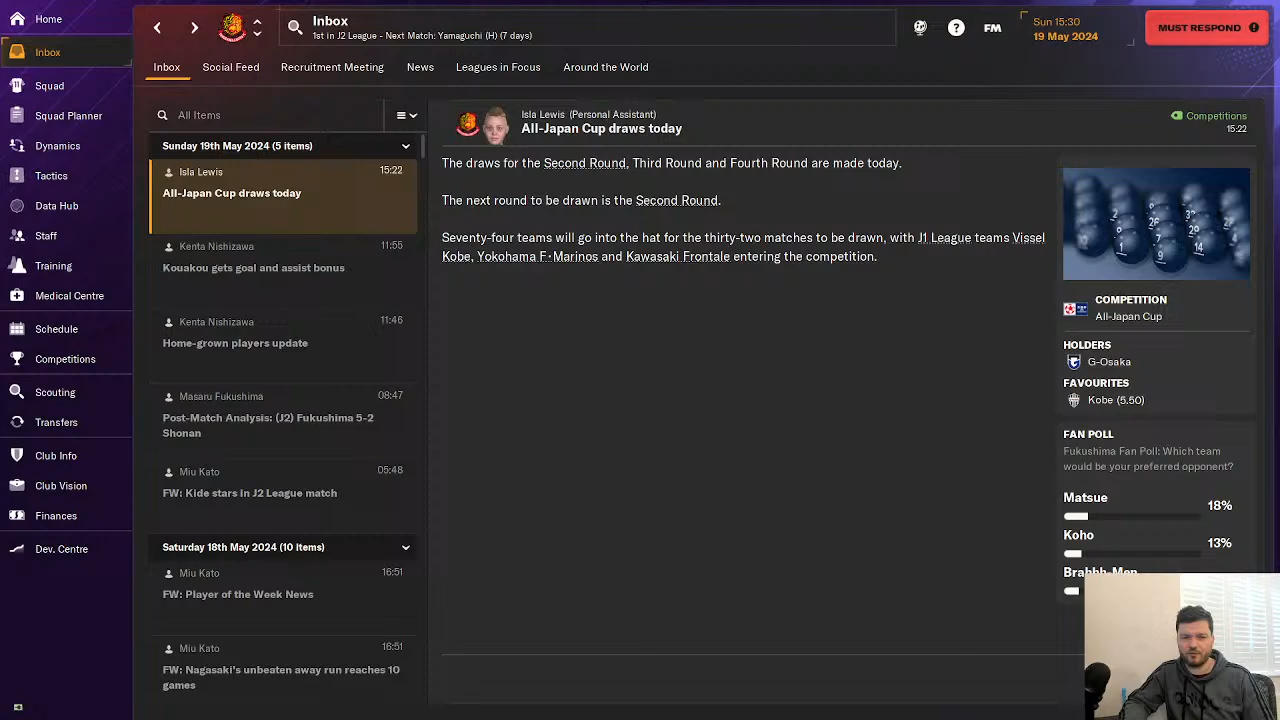 Home
Inbox
Squad
Squad Planner
Dynamics
Tactics
Data Hub
Staff
Training
Medical Centre
Schedule
Competitions
Scouting
Transfers
Club Info
Club Vision
Finances
Dev. Centre
Inbox
1st in J2 League - Next Match: Yamachi (H) (7 days)
FM
Sun 15:30
19 May 2024
MUST RESPOND
Inbox
Social Feed
Recruitment Meeting
News
Leagues in Focus
Around the World
All Items
Sunday 19th May 2024 (5 items)
Isla Lewis
15:22
All-Japan Cup draws today
Kenta Nishizawa
11:55
Kouakou gets goal and assist bonus
Kenta Nishizawa
11:46
Home-grown players update
Masaru Fukushima
08:47
Post-Match Analysis: (J2) Fukushima 5-2
Shonan
Miu Kato
05:48
FW: Kide stars in J2 League match
Saturday 18th May 2024 (10 items)
Miu Kato
16:51
FW: Player of the Week News
Miu Kato
16:51
FW: Nagasaki's unbeaten away run reaches 10
games
Isla Lewis (Personal Assistant)
All-Japan Cup draws today
Competitions
15:22
The draws for the Second Round, Third Round and Fourth Round are made today.
The next round to be drawn is the Second Round.
Seventy-four teams will go into the hat for the thirty-two matches to be drawn, with J1 League teams Vissel
Kobe, Yokohama F·Marinos and Kawasaki Frontale entering the competition.
COMPETITION
All-Japan Cup
HOLDERS
G-Osaka
FAVOURITES
Kobe (5.50)
FAN POLL
Fukushima Fan Poll: Which team
would be your preferred opponent?
Matsue
18%
Koho
13%
Brahhh-Men